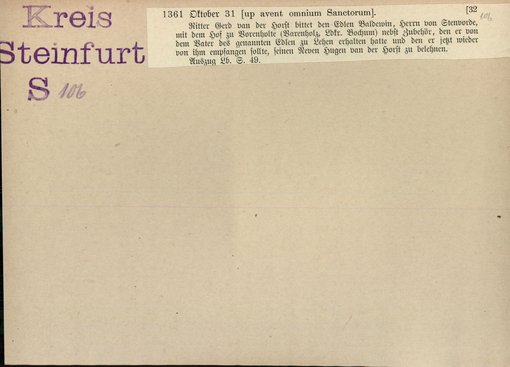 Kreis
Steinfurt
S 106
1361 Oktober 31 [up avent omnium Sanctorum]. [32
106
Ritter Gerd van der Horst bittet den Edlen Baldewin, Herrn von Stenvorde,
mit dem Hof zu Vorenholte (Varenholz, Ldkr. Bochum) nebst Zubehör, den er von
dem Vater des genannten Edlen zu Lehen erhalten hatte und den er jetzt wieder
von ihm empfangen sollte, seinen Neven Hugen van der Horst zu belehnen.
Auszug Lb. S. 49.